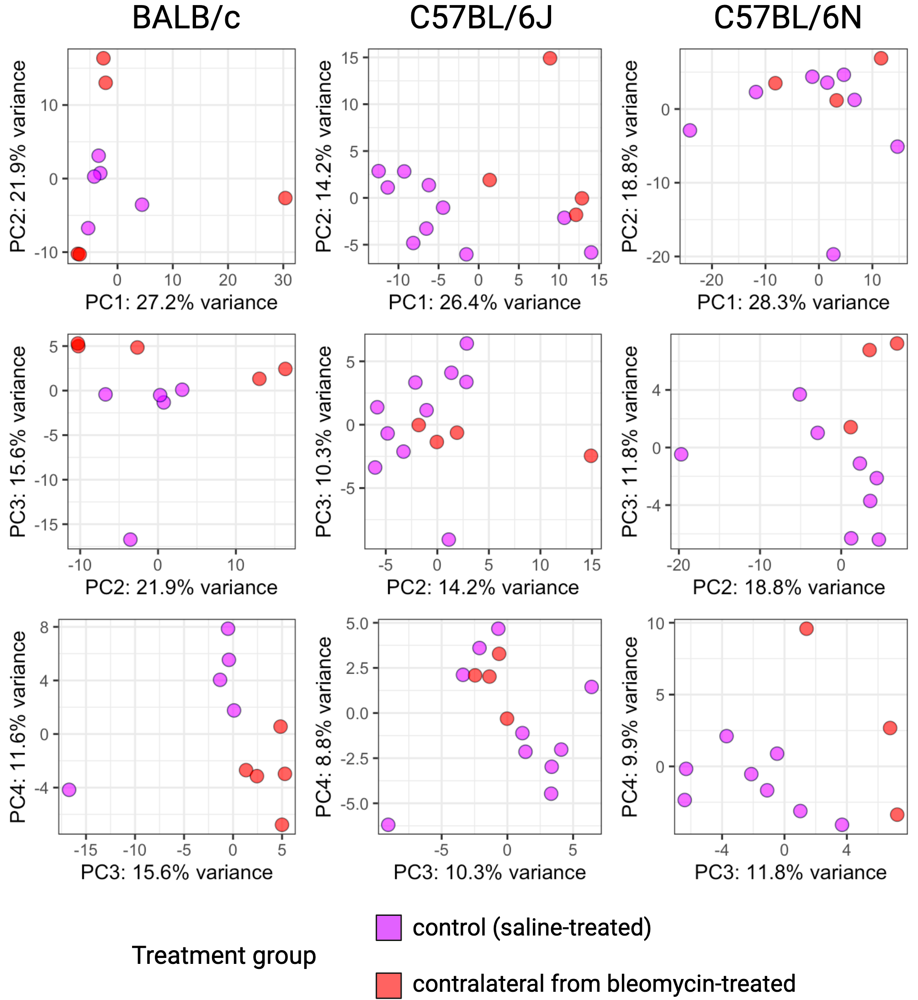 BALB/c
C57BL/6J
C57BL/6N
PC2: 21.9% variance
10
0
-10
0 10 20 30
PC1: 27.2% variance
PC2: 14.2% variance
15
10
5
0
-5
-10 -5 0 5 10 15
PC1: 26.4% variance
PC2: 18.8% variance
0
-10
-20
-20 -10 0 10
PC1: 28.3% variance
PC3: 15.6% variance
5
0
-5
-10
-15
-10 0 10
PC2: 21.9% variance
PC3: 10.3% variance
5
0
-5
-5 0 5 10 15
PC2: 14.2% variance
PC3: 11.8% variance
4
0
-4
-20 -10 0
PC2: 18.8% variance
PC4: 11.6% variance
8
4
0
-4
-15 -10 -5 0 5
PC3: 15.6% variance
PC4: 8.8% variance
5.0
2.5
0.0
-2.5
-5.0
-5 0 5
PC3: 10.3% variance
PC4: 9.9% variance
10
5
0
-4 0 4
PC3: 11.8% variance
Treatment group
control (saline-treated)
contralateral from bleomycin-treated